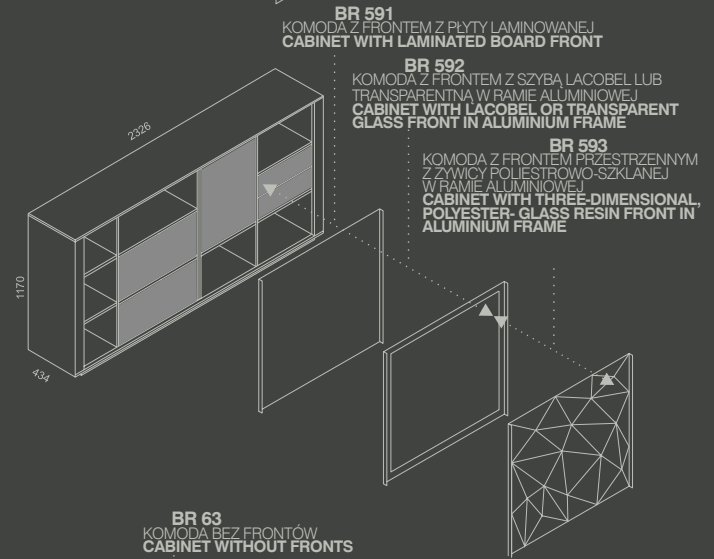 BR 591
KOMODA Z FRONTEM Z PŁYTY LAMINOWANEJ
CABINET WITH LAMINATED BOARD FRONT
BR 592
KOMODA Z FRONTEM Z SZYBĄ LACOBEL LUB
TRANSPARENTNĄ W RAMIE ALUMINIOWEJ
CABINET WITH LACOBEL OR TRANSPARENT
GLASS FRONT IN ALUMINIUM FRAME
BR 593
KOMODA Z FRONTEM PRZESTRZENNYM
Z ŻYWICY POLIESTROWO-SZKLANEJ
W RAMIE ALUMINIOWEJ
CABINET WITH THREE-DIMENSIONAL,
POLYESTER- GLASS RESIN FRONT IN
ALUMINIUM FRAME
2326
1170
434
BR 63
KOMODA BEZ FRONTÓW
CABINET WITHOUT FRONTS